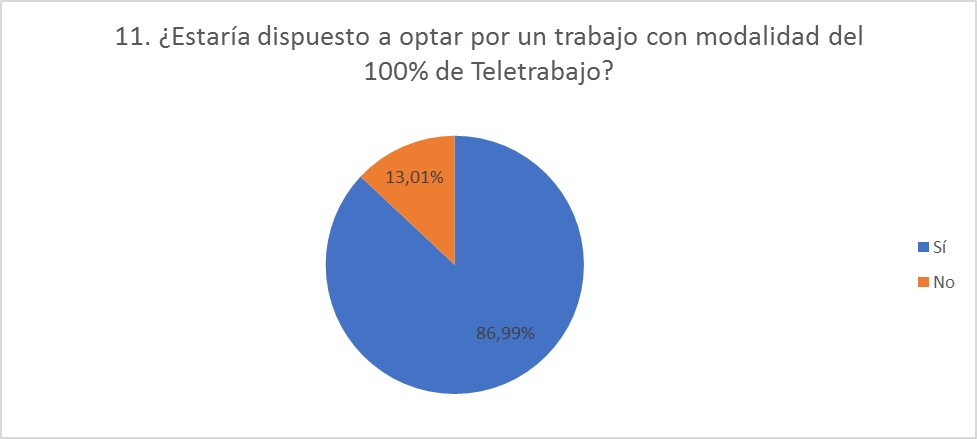 11. ¿Estaría dispuesto a optar por un trabajo con modalidad del
100% de Teletrabajo?
13,01%
86,99%
Sí
No